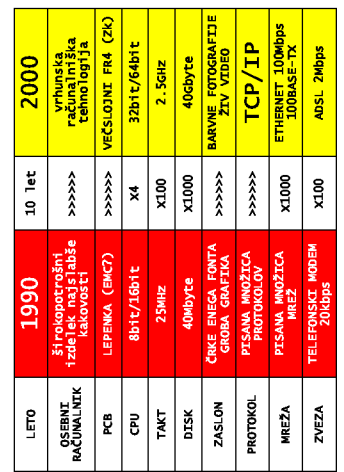 LETO
1990
10 let
2000
OSEBNI
RAČUNALNIK
širokopotrošni
izdelek najslabše
kakovosti
>>>>>>
vrhunska
računalniška
tehnologija
PCB
LEPENKA (EMC?)
>>>>>>
VEČSLOJNI FR4 (ZK)
CPU
8bit/16bit
X4
32bit/64bit
TAKT
25MHz
X100
2.5GHz
DISK
40Mbyte
X1000
40Gbyte
ZASLON
ČRKE ENEGA FONTA
GROBA GRAFIKA
>>>>>>
BARVNE FOTOGRAFIJE
ŽIV VIDEO
PROTOKOL
PISANA MNOŽICA
PROTOKOLOV
>>>>>>
TCP/IP
MREŽA
PISANA MNOŽICA
MREŽ
X1000
ETHERNET 100Mbps
100BASE-TX
ZVEZA
TELEFONSKI MODEM
20kbps
X100
ADSL 2Mbps